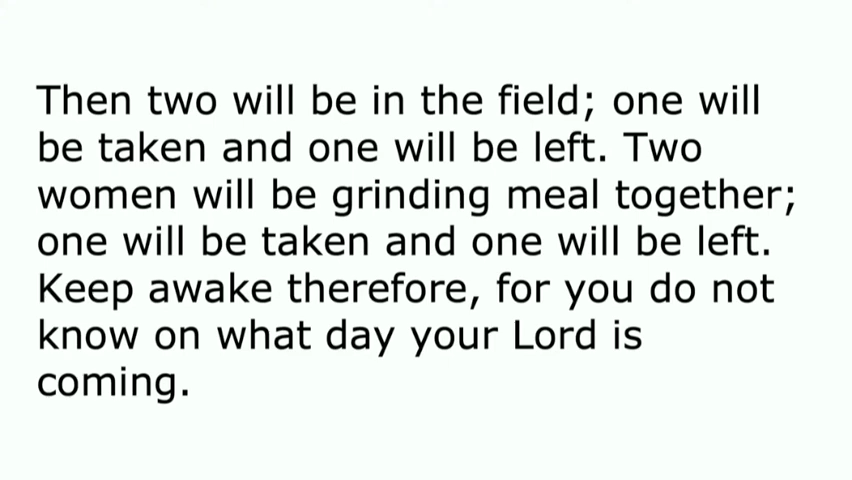 Then two will be in the field; one will
be taken and one will be left. Two
women will be grinding meal together;
one will be taken and one will be left.
Keep awake therefore, for you do not
know on what day your Lord is
coming.